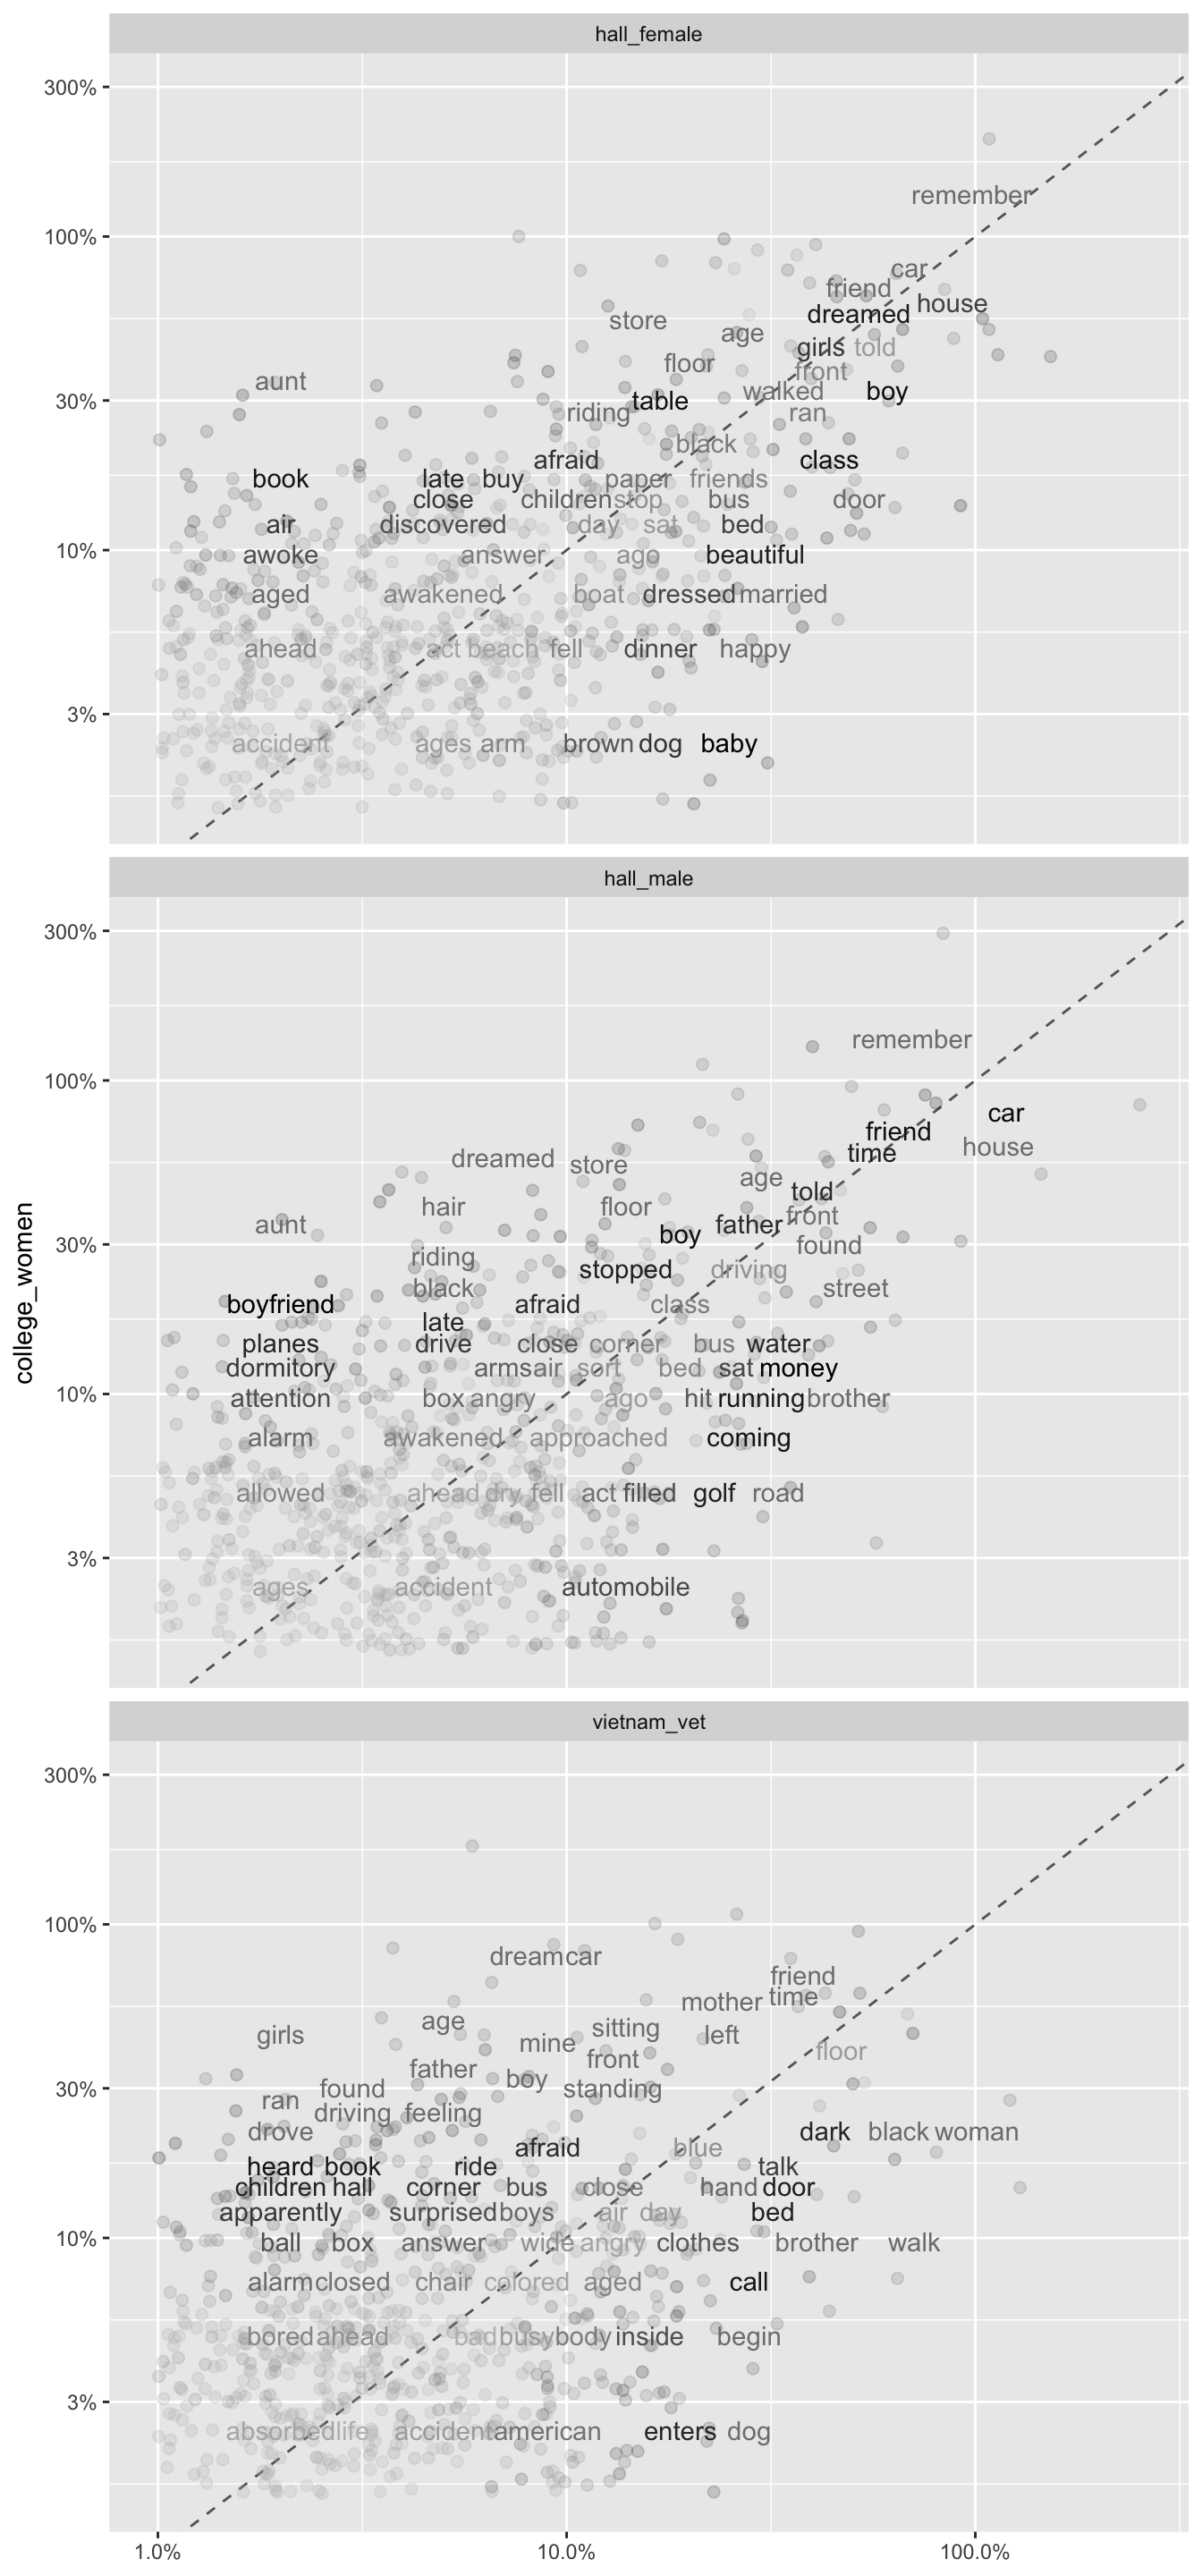 hall_female
300%
remember
100%
car
friend
house
dreamed
store
age
girls told
floor
front
aunt
walked boy
30%
table
riding ran
black
afraid class
book late buy paper friends
close children stop bus door
air discovered day sat bed
10%
awoke answer ago beautiful
aged awakened boat dressed married
ahead act beach fell dinner happy
3%
accident ages arm brown dog baby
hall_male
300%
remember
100%
car
friend
time house
dreamed store
age
told
hair floor front
aunt father
boy
30%
found
riding stopped driving
black street
boyfriend afraid class
late
planes drive close corner bus water
dormitory arms air sort bed sat money
10%
attention box angry ago hit running brother
alarm awakened approached coming
allowed ahead dry fell act filled golf road
3%
ages accident automobile
college_women
vietnam_vet
300%
100%
dream car
friend
mother time
age sitting
girls mine left
front floor
father
boy
30%
found standing
ran
driving feeling
drove dark black woman
afraid blue
heard book ride talk
children hall corner bus close hand door
apparently surprised boys air day bed
10%
ball box answer wide angry clothes brother walk
alarm closed chair colored aged call
bored ahead bad busy body inside begin
3%
absorbed life accident american enters dog
1.0% 10.0% 100.0%